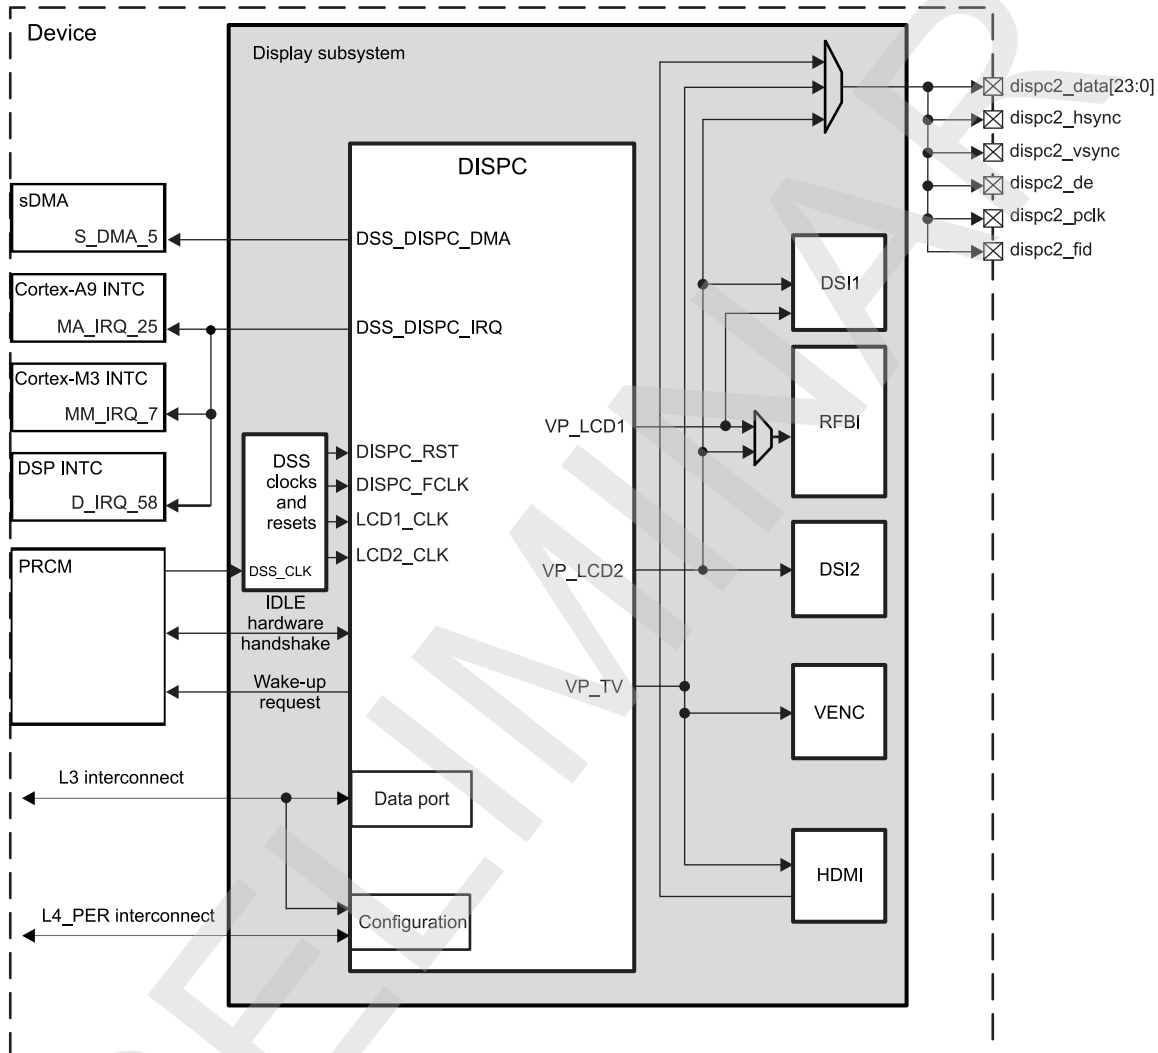 Device
Display subsystem
dispc2_data[23:0]
dispc2_hsync
dispc2_vsync
dispc2_de
dispc2_pclk
dispc2_fid
DISPC
sDMA
S_DMA_5
DSS_DISPC_DMA
Cortex-A9 INTC
MA_IRQ_25
DSS_DISPC_IRQ
Cortex-M3 INTC
MM_IRQ_7
DSP INTC
D_IRQ_58
DSS
clocks
and
resets
DSS_CLK
DISPC_RST
DISPC_FCLK
LCD1_CLK
LCD2_CLK
PRCM
IDLE
hardware
handshake
Wake-up
request
VP_LCD1
VP_LCD2
VP_TV
DSI1
RFBI
DSI2
VENC
HDMI
L3 interconnect
Data port
L4_PER interconnect
Configuration
ELIMINAR